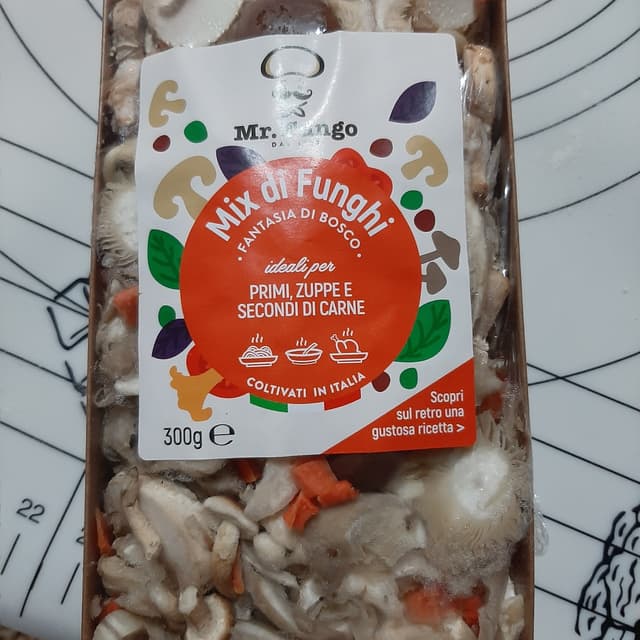 Mr. Fungo
Mix di Funghi
• FANTASIA DI BOSCO •
ideali per
PRIMI, ZUPPE E
SECONDI DI CARNE
COLTIVATI IN ITALIA
300g ℮
Scopri
sul retro una
gustosa ricetta >
22